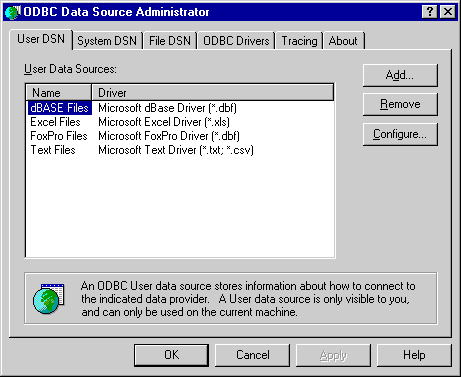 ODBC Data Source Administrator
User DSN System DSN File DSN ODBC Drivers Tracing About
User Data Sources:
Name Driver
dBASE Files Microsoft dBase Driver (*.dbf)
Excel Files Microsoft Excel Driver (*.xls)
FoxPro Files Microsoft FoxPro Driver (*.dbf)
Text Files Microsoft Text Driver (*.txt; *.csv)
Add...
Remove
Configure...
An ODBC User data source stores information about how to connect to
the indicated data provider. A User data source is only visible to you,
and can only be used on the current machine.
OK Cancel Apply Help